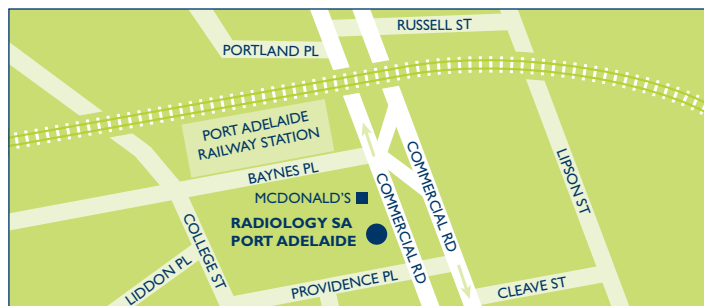 RUSSELL ST
PORTLAND PL
PORT ADELAIDE
RAILWAY STATION
BAYNES PL
MCDONALD'S
RADIOLOGY SA
PORT ADELAIDE
COMMERCIAL RD
COMMERCIAL RD
LIPSON ST
COLLEGE ST
LIDDON PL
PROVIDENCE PL
CLEAVE ST